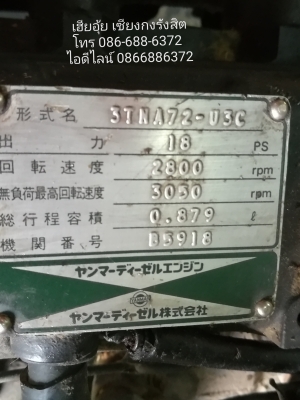 เฮียอุ้ย เชียงกงรังสิต
โทร 086-688-6372
ไอดีไลน์ 0866886372
形式名 3TNA72-U3C
出力 18 PS
回転速度 2800 rpm
無負荷最高回転速度 3050 rpm
総行程容積 0.879 ℓ
機関番号 B5918
ヤンマーディーゼルエンジン
ヤンマーディーゼル株式会社